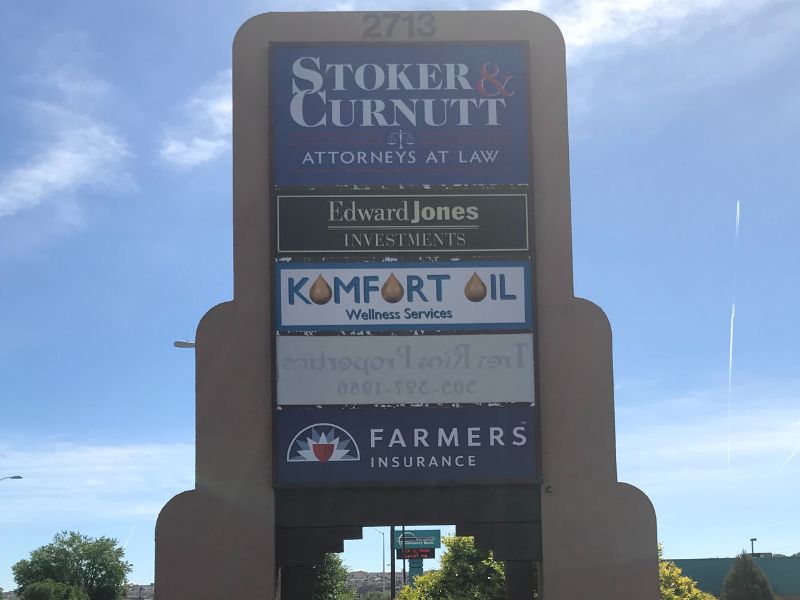 2713
STOKER &
CURNUTT
ATTORNEYS AT LAW
Edward Jones
INVESTMENTS
KOMFORT OIL
Wellness Services
Tres Rios Properties
505-327-1986
FARMERS
INSURANCE